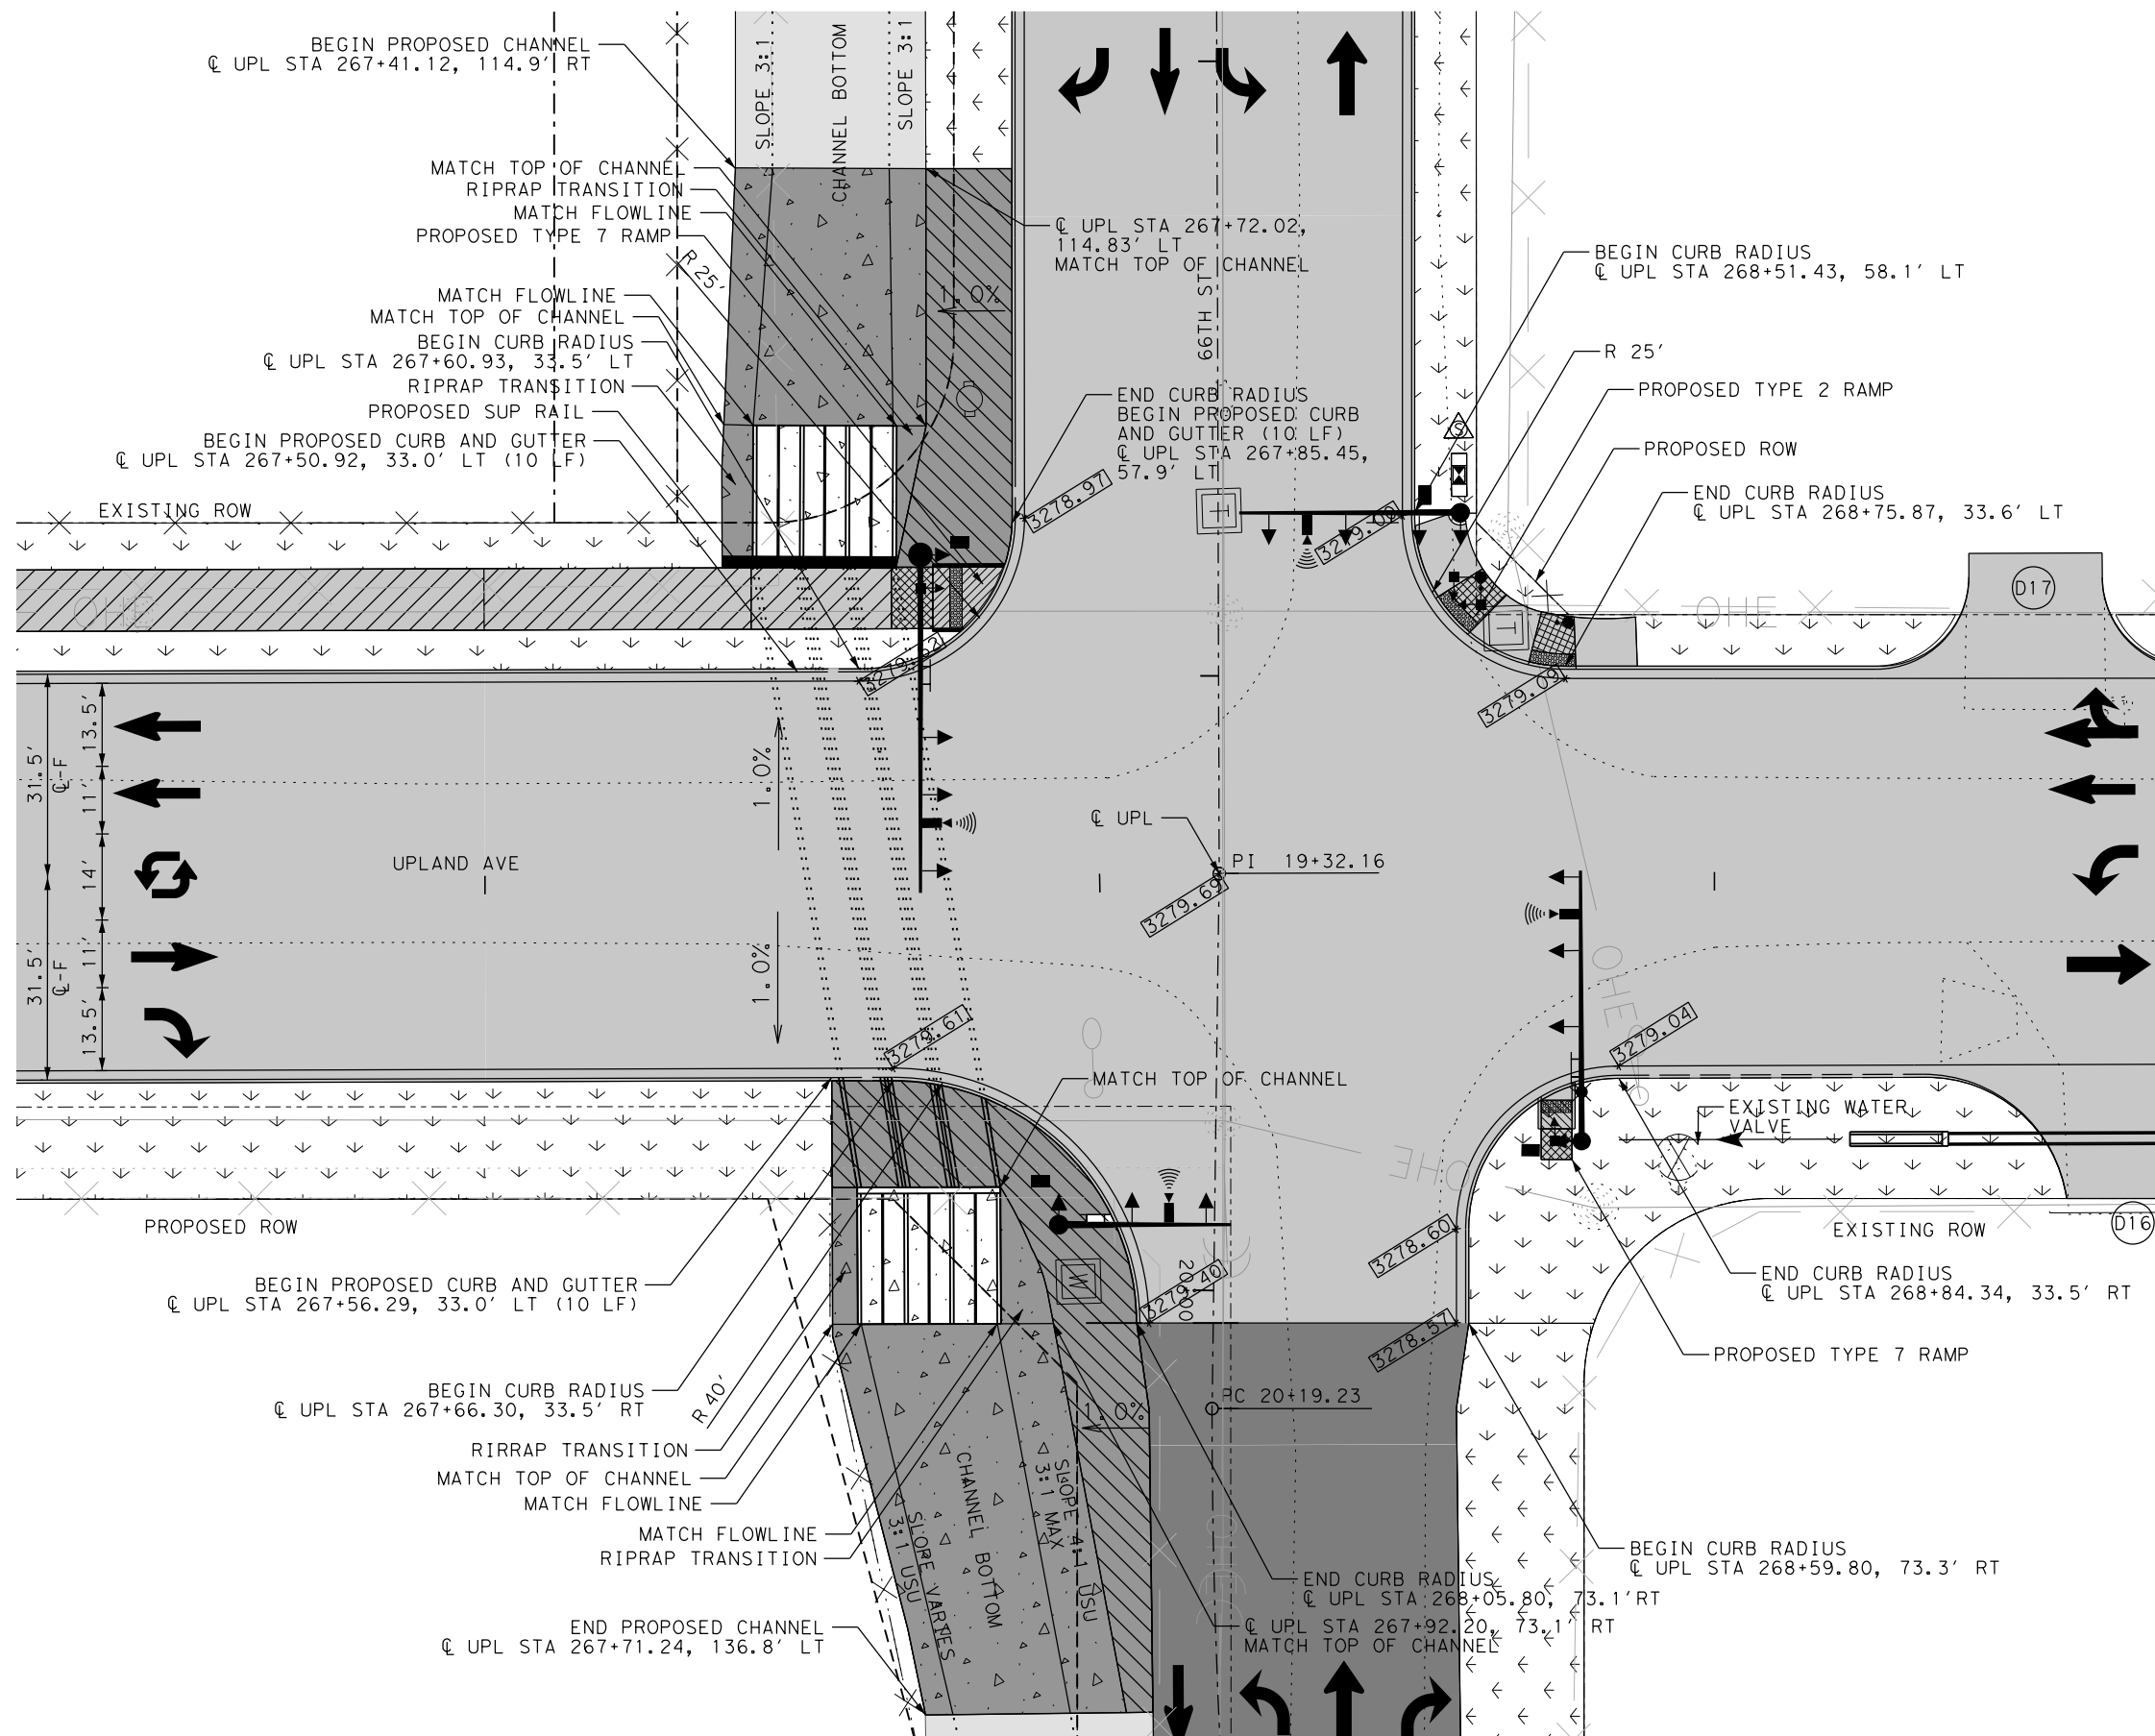 BEGIN PROPOSED CHANNEL
℄ UPL STA 267+41.12, 114.9' RT
SLOPE 3:1
CHANNEL BOTTOM
SLOPE 3:1
MATCH TOP OF CHANNEL
RIPRAP TRANSITION
MATCH FLOWLINE
PROPOSED TYPE 7 RAMP
R 25'
MATCH FLOWLINE
MATCH TOP OF CHANNEL
BEGIN CURB RADIUS
℄ UPL STA 267+60.93, 33.5' LT
RIPRAP TRANSITION
PROPOSED SUP RAIL
BEGIN PROPOSED CURB AND GUTTER
℄ UPL STA 267+50.92, 33.0' LT (10 LF)
EXISTING ROW
1.0%
℄ UPL STA 267+72.02,
114.83' LT
MATCH TOP OF CHANNEL
66TH ST
END CURB RADIUS
BEGIN PROPOSED CURB
AND GUTTER (10 LF)
℄ UPL STA 267+85.45,
57.9' LT
3278.97
T
BEGIN CURB RADIUS
℄ UPL STA 268+51.43, 58.1' LT
R 25'
PROPOSED TYPE 2 RAMP
S
PROPOSED ROW
END CURB RADIUS
℄ UPL STA 268+75.87, 33.6' LT
D17
OHE
OHE
T
3279.09
31.5'
℄-F
13.5'
11'
14'
11'
13.5'
31.5'
℄-F
1.0%
1.0%
UPLAND AVE
℄ UPL
PI 19+32.16
3279.69
3279.61
3279.04
OHE
OHE
MATCH TOP OF CHANNEL
EXISTING WATER
VALVE
PROPOSED ROW
EXISTING ROW
D16
BEGIN PROPOSED CURB AND GUTTER
℄ UPL STA 267+56.29, 33.0' LT (10 LF)
W
3279.40
20+00
3278.60
3278.57
END CURB RADIUS
℄ UPL STA 268+84.34, 33.5' RT
PROPOSED TYPE 7 RAMP
BEGIN CURB RADIUS
℄ UPL STA 267+66.30, 33.5' RT
R 40'
PC 20+19.23
1.0%
RIRRAP TRANSITION
MATCH TOP OF CHANNEL
MATCH FLOWLINE
MATCH FLOWLINE
RIPRAP TRANSITION
SLOPE VARIES
3:1 USU
CHANNEL BOTTOM
SLOPE 4:1 USU
3:1 MAX
OHE
BEGIN CURB RADIUS
℄ UPL STA 268+59.80, 73.3' RT
END CURB RADIUS
℄ UPL STA 268+05.80, 73.1'RT
℄ UPL STA 267+92.20, 73.1' RT
MATCH TOP OF CHANNEL
END PROPOSED CHANNEL
℄ UPL STA 267+71.24, 136.8' LT